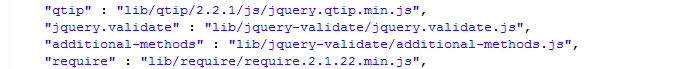 "qtip" : "lib/qtip/2.2.1/js/jquery.qtip.min.js",
"jquery.validate" : "lib/jquery-validate/jquery.validate.js",
"additional-methods" : "lib/jquery-validate/additional-methods.js",
"require" : "lib/require/require.2.1.22.min.js",